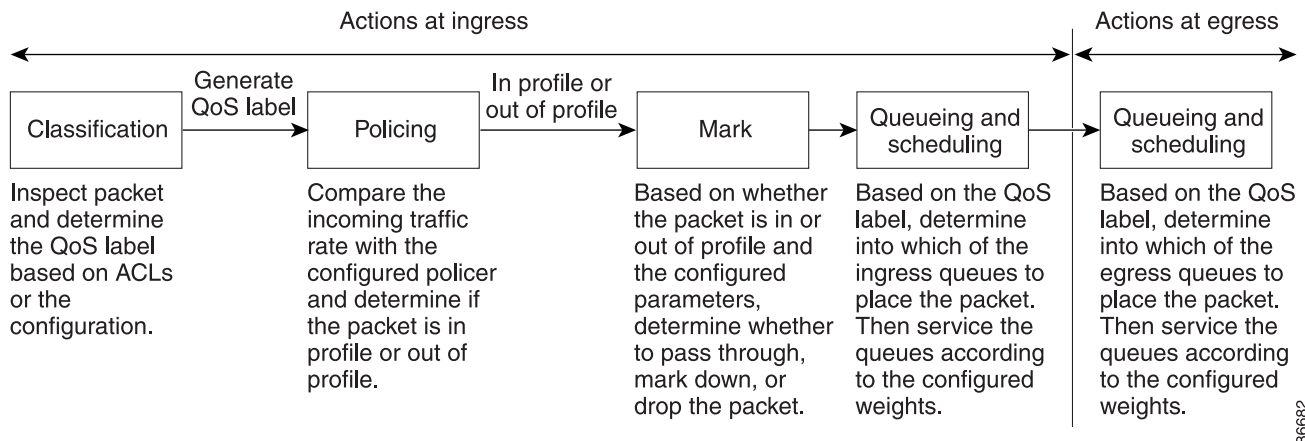 Actions at ingress
Actions at egress
Generate
QoS label
In profile or
out of profile
Classification
Policing
Mark
Queueing and
scheduling
Queueing and
scheduling
Inspect packet
and determine
the QoS label
based on ACLs
or the
configuration.
Compare the
incoming traffic
rate with the
configured policer
and determine if
the packet is in
profile or out of
profile.
Based on whether
the packet is in or
out of profile and
the configured
parameters,
determine whether
to pass through,
mark down, or
drop the packet.
Based on the QoS
label, determine
into which of the
ingress queues to
place the packet.
Then service the
queues according
to the configured
weights.
Based on the QoS
label, determine
into which of the
egress queues to
place the packet.
Then service the
queues according
to the configured
weights.
86682